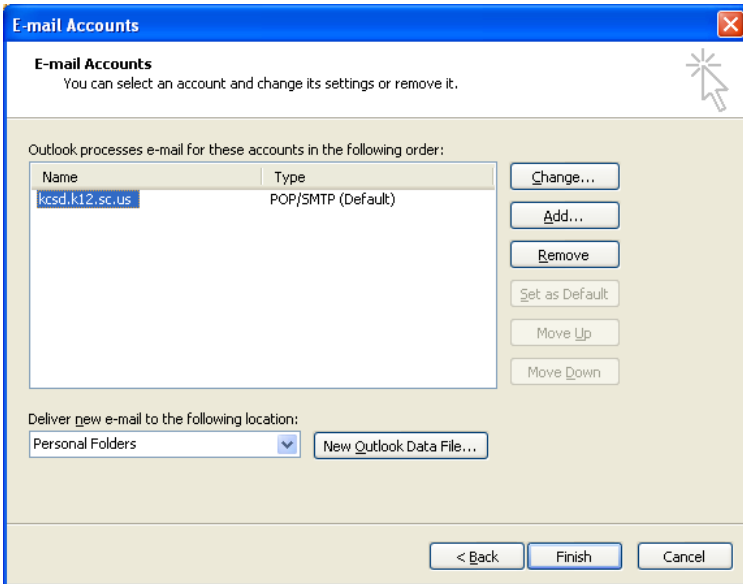 E-mail Accounts
E-mail Accounts
You can select an account and change its settings or remove it.
Outlook processes e-mail for these accounts in the following order:
Name Type
kcsd.k12.sc.us POP/SMTP (Default)
Change...
Add...
Remove
Set as Default
Move Up
Move Down
Deliver new e-mail to the following location:
Personal Folders
New Outlook Data File...
< Back Finish Cancel